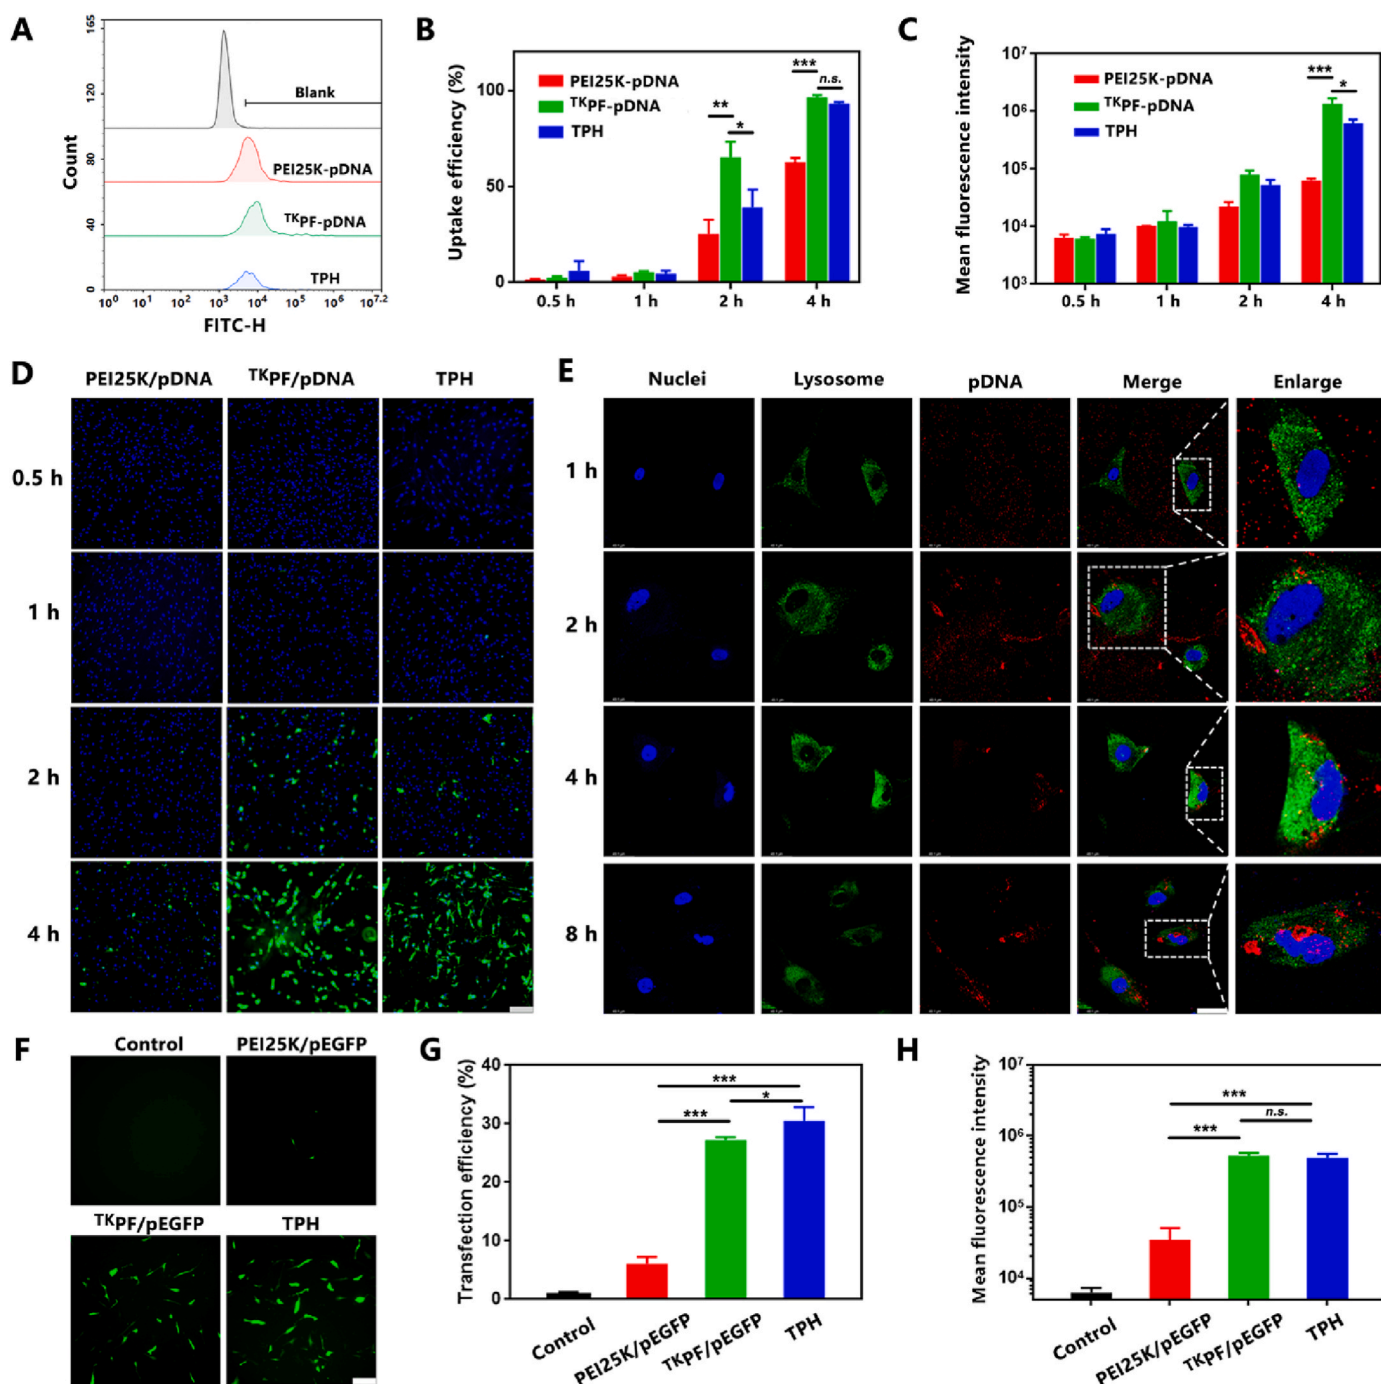 A
165
120
80
40
0
Count
Blank
PEI25K-pDNA
TKPF-pDNA
TPH
10⁰ 10¹ 10² 10³ 10⁴ 10⁵ 10⁶ 10⁷·²
FITC-H
B
Uptake efficiency (%)
100
50
0
PEI25K-pDNA
TKPF-pDNA
TPH
**
*
***
n.s.
0.5 h 1 h 2 h 4 h
C
Mean fluorescence intensity
10⁷
10⁶
10⁵
10⁴
10³
PEI25K-pDNA
TKPF-pDNA
TPH
***
*
0.5 h 1 h 2 h 4 h
D
PEI25K/pDNA TKPF/pDNA TPH
0.5 h
1 h
2 h
4 h
E
Nuclei Lysosome pDNA Merge Enlarge
1 h
2 h
4 h
8 h
F
Control PEI25K/pEGFP
TKPF/pEGFP TPH
G
Transfection efficiency (%)
40
30
20
10
0
***
*
***
Control PEI25K/pEGFP TKPF/pEGFP TPH
H
Mean fluorescence intensity
10⁷
10⁶
10⁵
10⁴
***
n.s.
***
Control PEI25K/pEGFP TKPF/pEGFP TPH